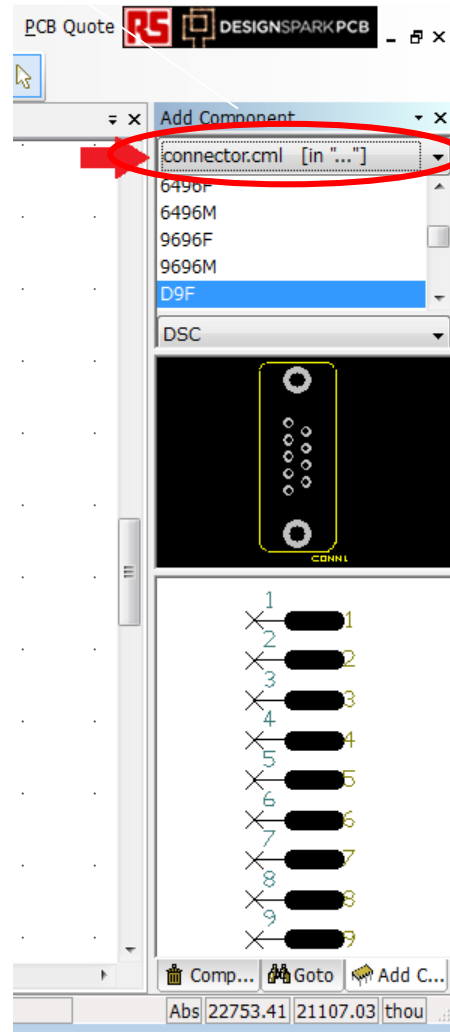 PCB Quote RS DESIGNSPARK PCB
Add Component
connector.cml [in "..."]
6496F
6496M
9696F
9696M
D9F
DSC
CONN1
1 1
2 2
3 3
4 4
5 5
6 6
7 7
8 8
9 9
Comp... Goto Add C...
Abs 22753.41 21107.03 thou